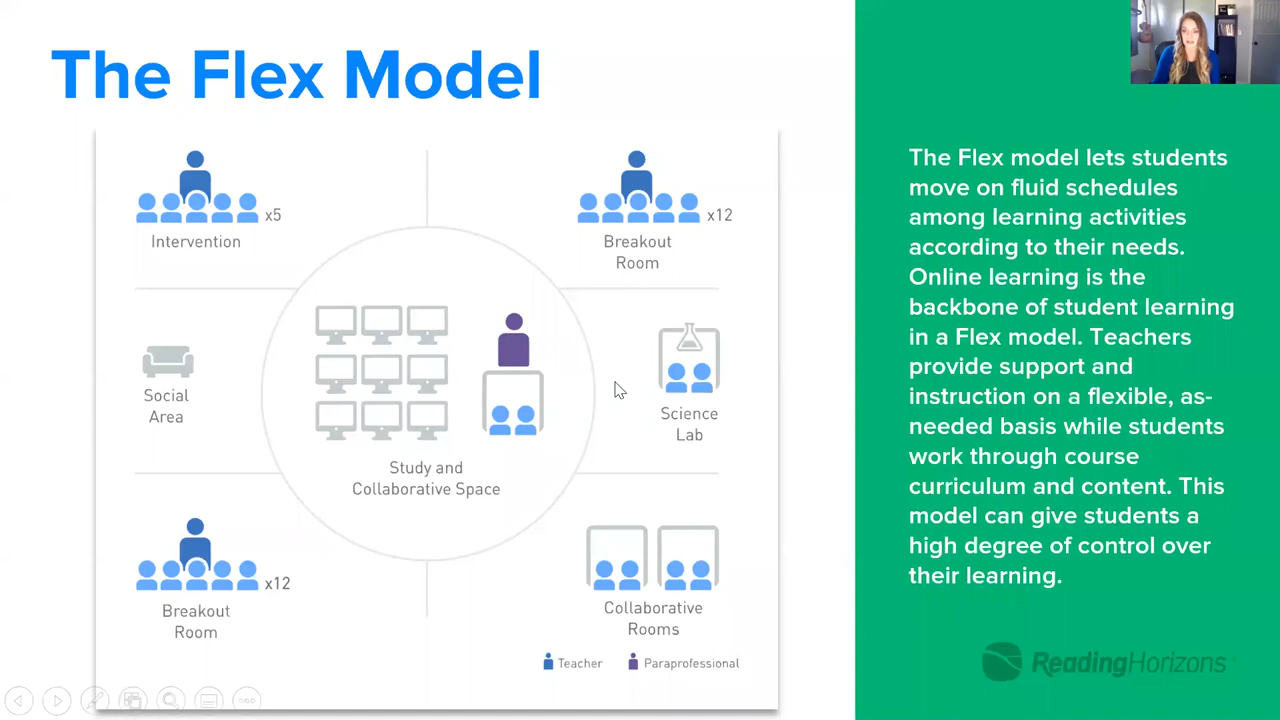 The Flex Model
x5
Intervention
x12
Breakout
Room
Social
Area
Study and
Collaborative Space
Science
Lab
x12
Breakout
Room
Collaborative
Rooms
Teacher
Paraprofessional
The Flex model lets students
move on fluid schedules
among learning activities
according to their needs.
Online learning is the
backbone of student learning
in a Flex model. Teachers
provide support and
instruction on a flexible, as-
needed basis while students
work through course
curriculum and content. This
model can give students a
high degree of control over
their learning.
ReadingHorizons